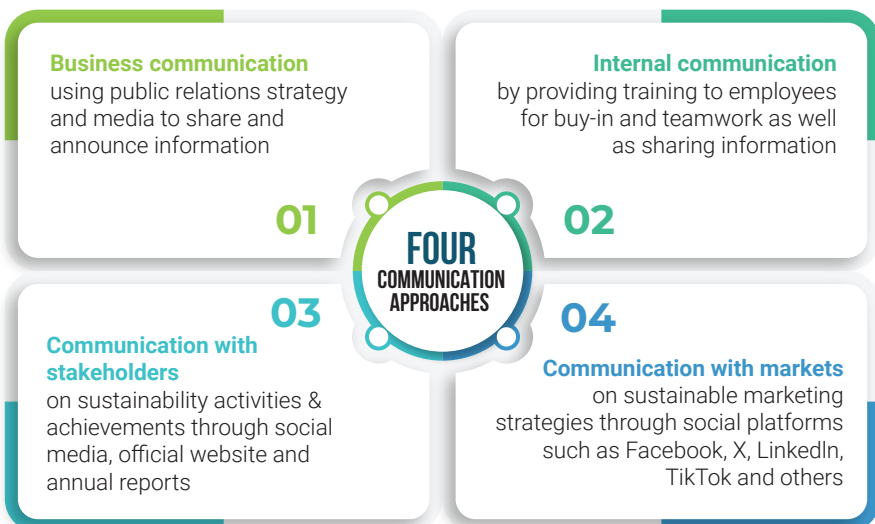 Business communication
using public relations strategy
and media to share and
announce information
01
Internal communication
by providing training to employees
for buy-in and teamwork as well
as sharing information
02
FOUR
COMMUNICATION
APPROACHES
03
Communication with
stakeholders
on sustainability activities &
achievements through social
media, official website and
annual reports
04
Communication with markets
on sustainable marketing
strategies through social platforms
such as Facebook, X, LinkedIn,
TikTok and others